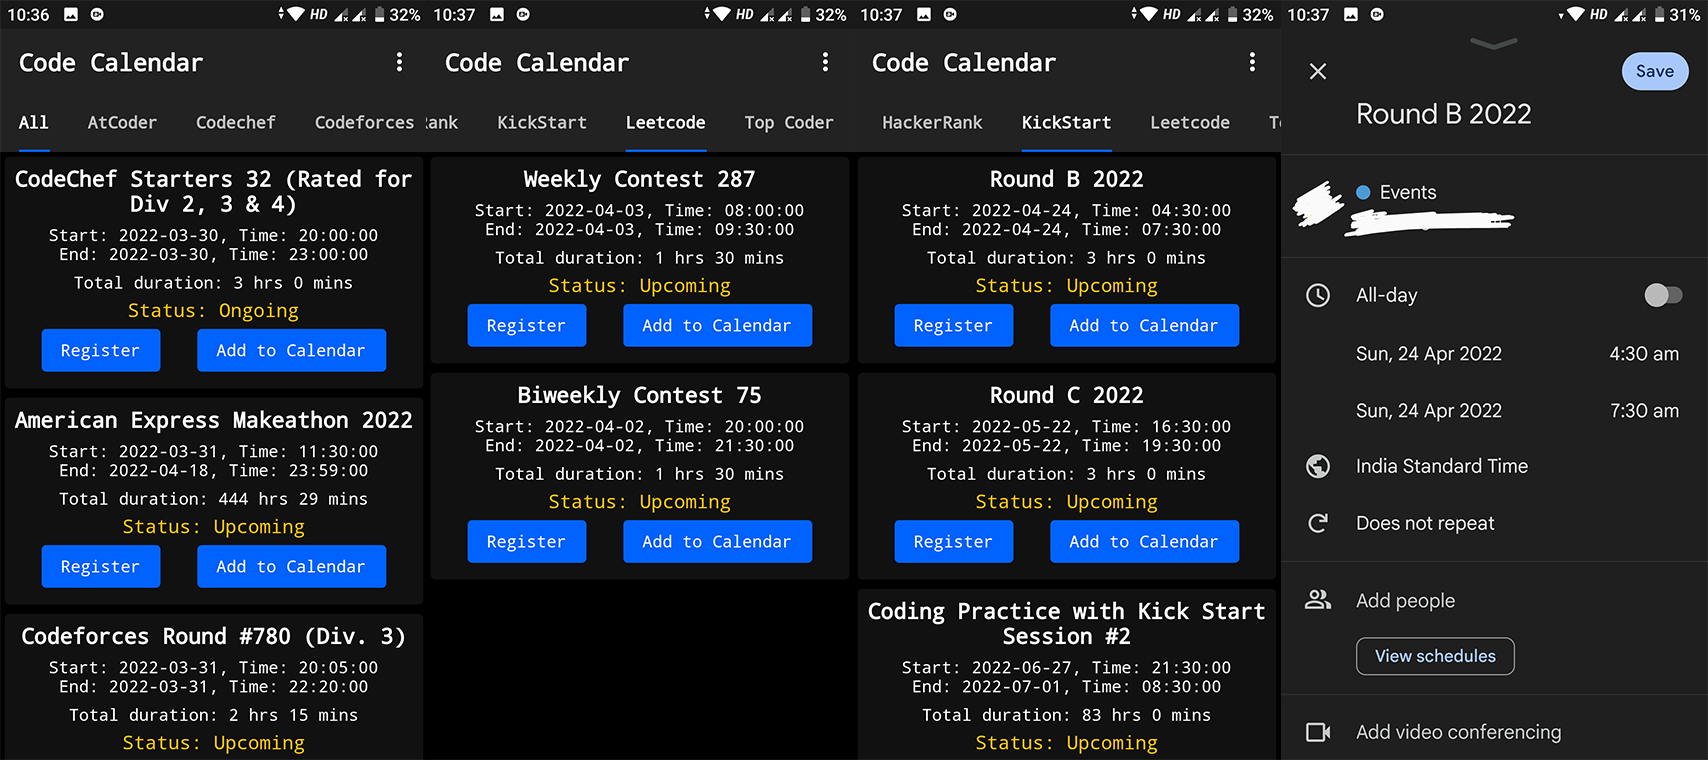 10:36 HD 32%
Code Calendar
All AtCoder Codechef Codeforces
CodeChef Starters 32 (Rated for
Div 2, 3 & 4)
Start: 2022-03-30, Time: 20:00:00
End: 2022-03-30, Time: 23:00:00
Total duration: 3 hrs 0 mins
Status: Ongoing
Register Add to Calendar
American Express Makeathon 2022
Start: 2022-03-31, Time: 11:30:00
End: 2022-04-18, Time: 23:59:00
Total duration: 444 hrs 29 mins
Status: Upcoming
Register Add to Calendar
Codeforces Round #780 (Div. 3)
Start: 2022-03-31, Time: 20:05:00
End: 2022-03-31, Time: 22:20:00
Total duration: 2 hrs 15 mins
Status: Upcoming
10:37 HD 32%
Code Calendar
ank KickStart Leetcode Top Coder
Weekly Contest 287
Start: 2022-04-03, Time: 08:00:00
End: 2022-04-03, Time: 09:30:00
Total duration: 1 hrs 30 mins
Status: Upcoming
Register Add to Calendar
Biweekly Contest 75
Start: 2022-04-02, Time: 20:00:00
End: 2022-04-02, Time: 21:30:00
Total duration: 1 hrs 30 mins
Status: Upcoming
Register Add to Calendar
10:37 HD 32%
Code Calendar
HackerRank KickStart Leetcode T
Round B 2022
Start: 2022-04-24, Time: 04:30:00
End: 2022-04-24, Time: 07:30:00
Total duration: 3 hrs 0 mins
Status: Upcoming
Register Add to Calendar
Round C 2022
Start: 2022-05-22, Time: 16:30:00
End: 2022-05-22, Time: 19:30:00
Total duration: 3 hrs 0 mins
Status: Upcoming
Register Add to Calendar
Coding Practice with Kick Start
Session #2
Start: 2022-06-27, Time: 21:30:00
End: 2022-07-01, Time: 08:30:00
Total duration: 83 hrs 0 mins
Status: Upcoming
10:37 HD 31%
Save
Round B 2022
Events
All-day
Sun, 24 Apr 2022 4:30 am
Sun, 24 Apr 2022 7:30 am
India Standard Time
Does not repeat
Add people
View schedules
Add video conferencing